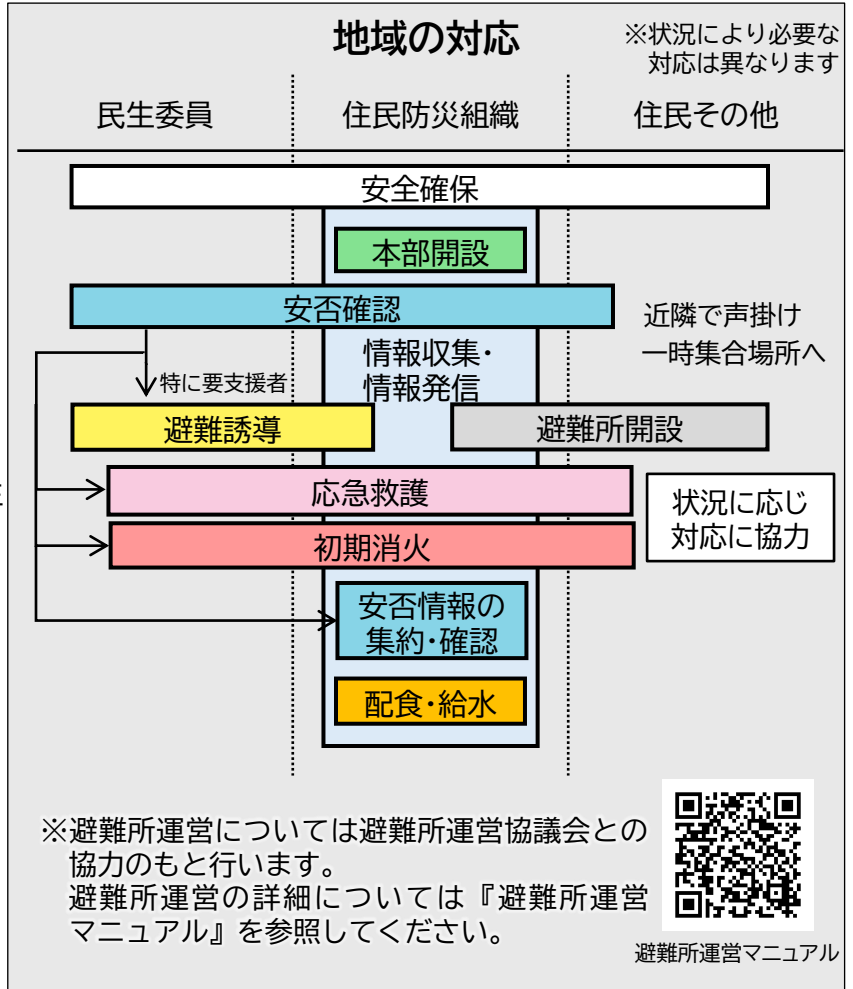 地域の対応
※状況により必要な
対応は異なります
民生委員
住民防災組織
住民その他
安全確保
本部開設
安否確認
近隣で声掛け
一時集合場所へ
情報収集・
情報発信
特に要支援者
避難誘導
避難所開設
応急救護
状況に応じ
対応に協力
初期消火
安否情報の
集約・確認
配食・給水
※避難所運営については避難所運営協議会との
協力のもと行います。
避難所運営の詳細については『避難所運営
マニュアル』を参照してください。
避難所運営マニュアル